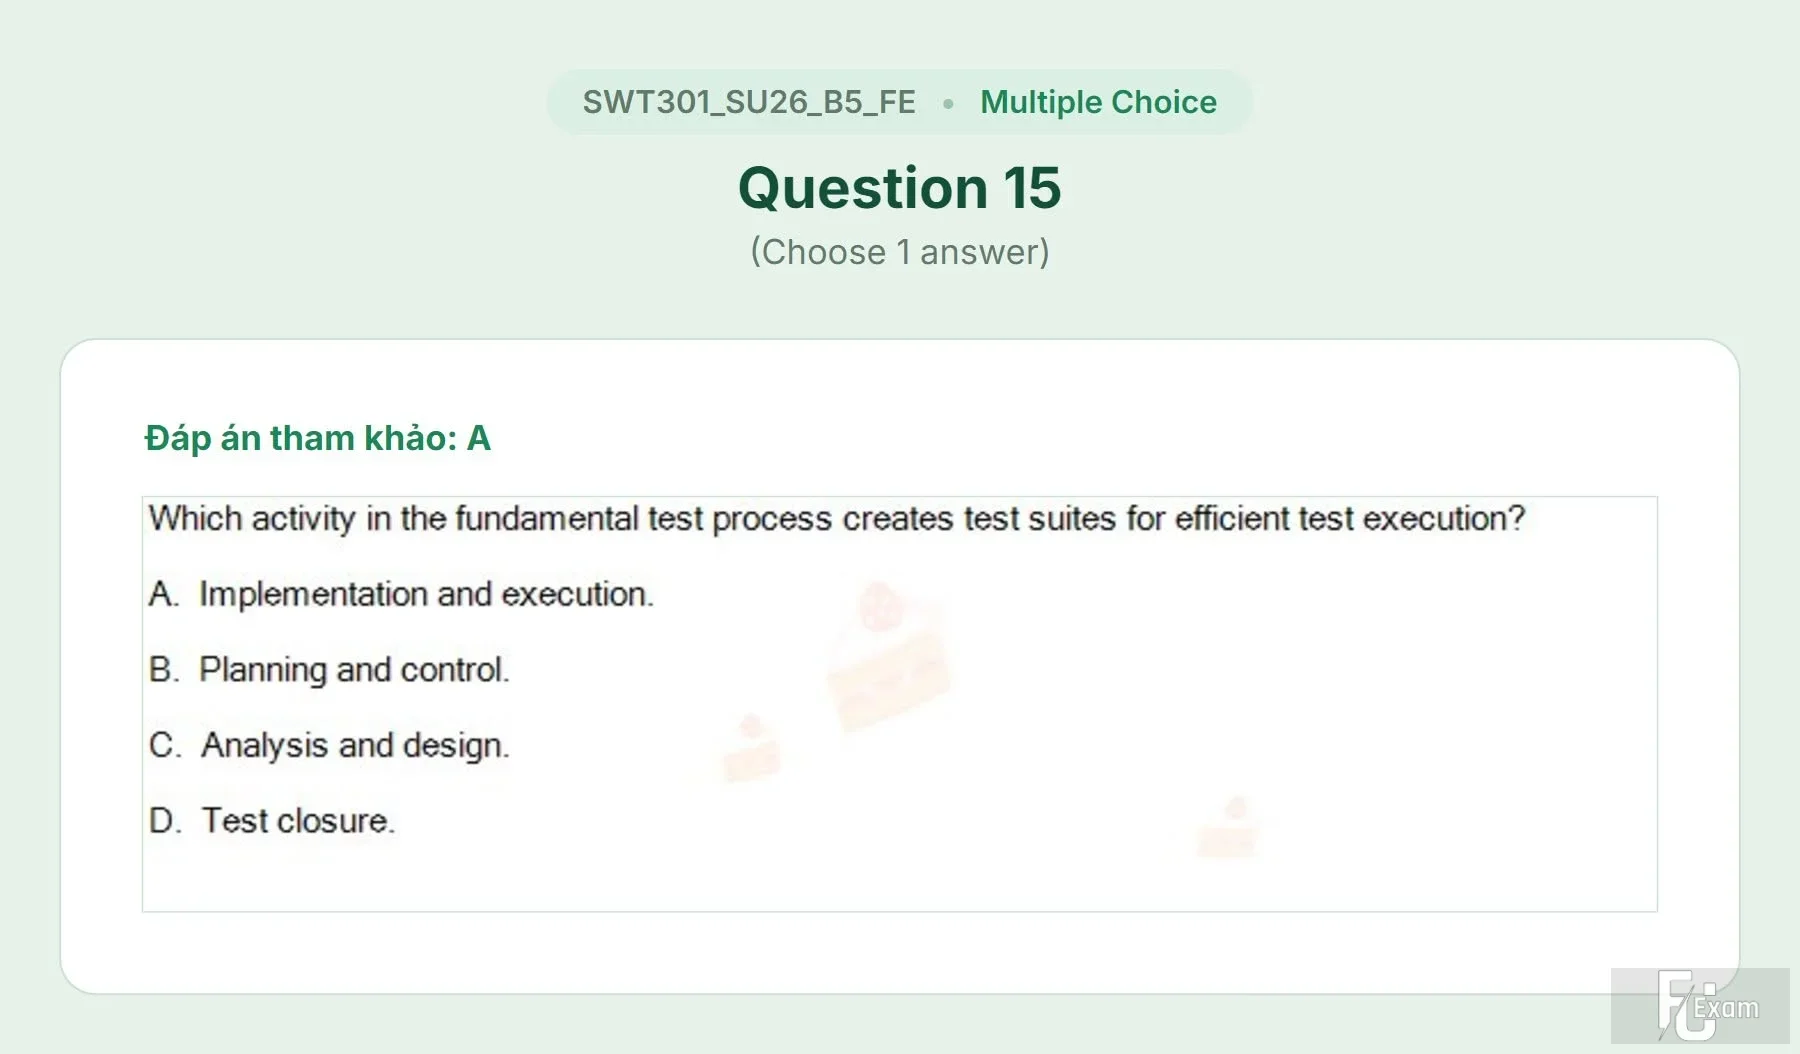 SWT301_SU26_B5_FE • Multiple Choice
Question 15
(Choose 1 answer)
Đáp án tham khảo: A
Which activity in the fundamental test process creates test suites for efficient test execution?
A. Implementation and execution.
B. Planning and control.
C. Analysis and design.
D. Test closure.
FU Exam